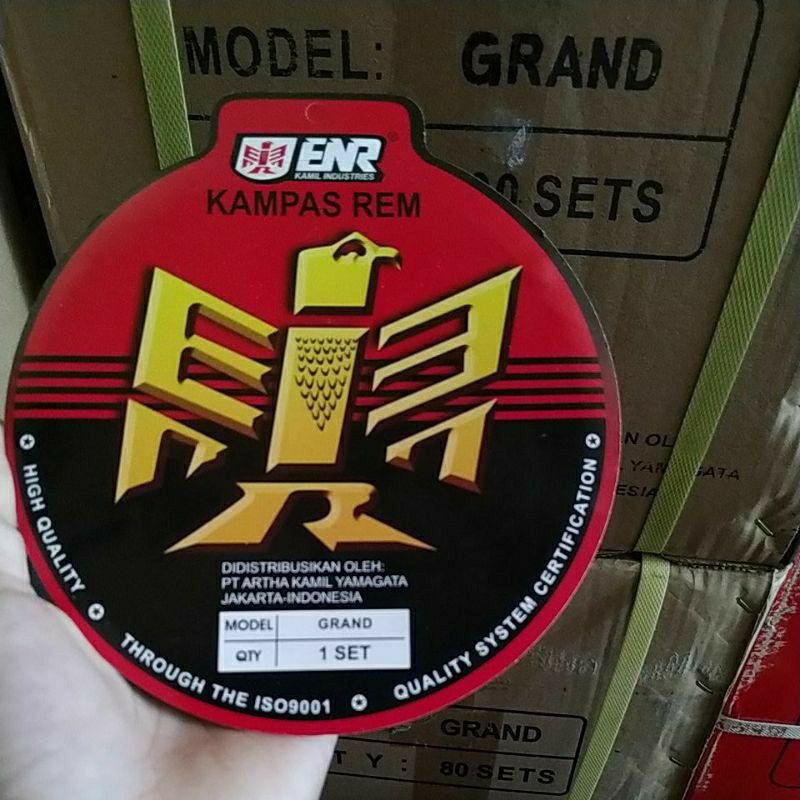 MODEL: GRAND
SETS
ENR
KAMIL INDUSTRIES
KAMPAS REM
HIGH QUALITY
THROUGH THE ISO9001
QUALITY SYSTEM CERTIFICATION
DIDISTRIBUSIKAN OLEH:
PT ARTHA KAMIL YAMAGATA
JAKARTA-INDONESIA
MODEL GRAND
QTY 1 SET
GRAND
TY: 80 SETS